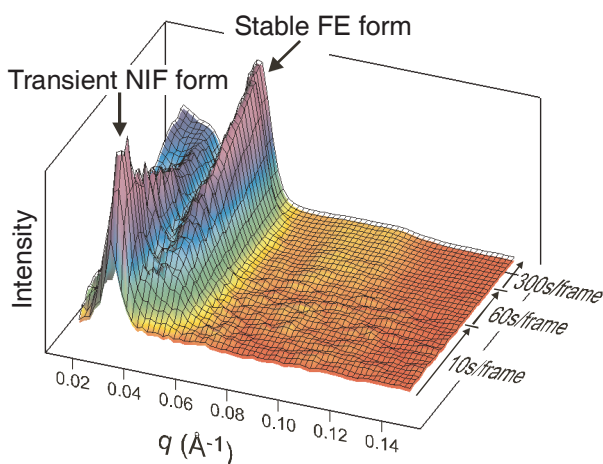 Stable FE form
Transient NIF form
Intensity
300s/frame
60s/frame
10s/frame
0.02
0.04
0.06
0.08
0.10
0.12
0.14
q (Å-1)